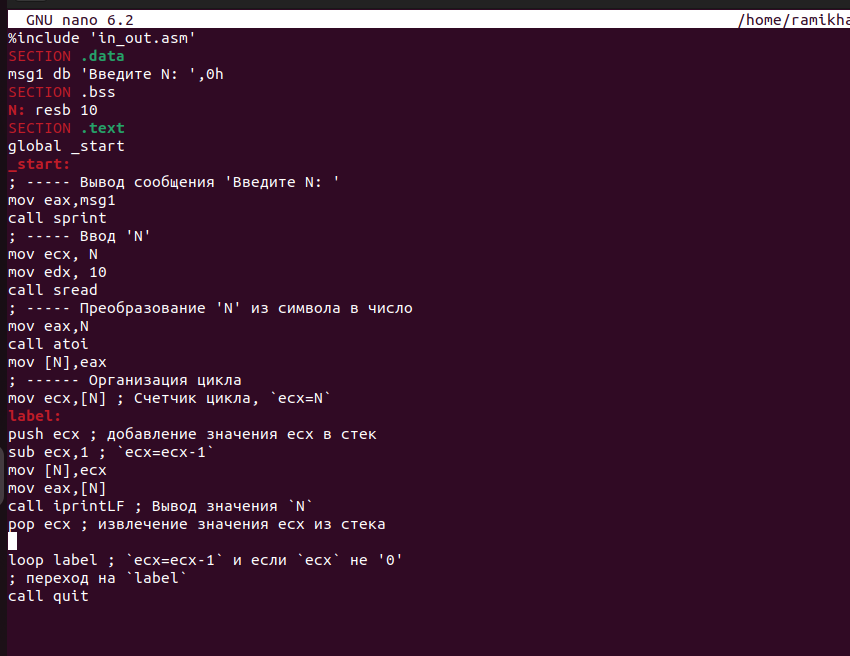 GNU nano 6.2 /home/ramikha
%include 'in_out.asm'
SECTION .data
msg1 db 'Введите N: ',0h
SECTION .bss
N: resb 10
SECTION .text
global _start
_start:
; ----- Вывод сообщения 'Введите N: '
mov eax,msg1
call sprint
; ----- Ввод 'N'
mov ecx, N
mov edx, 10
call sread
; ----- Преобразование 'N' из символа в число
mov eax,N
call atoi
mov [N],eax
; ------ Организация цикла
mov ecx,[N] ; Счетчик цикла, `ecx=N`
label:
push ecx ; добавление значения ecx в стек
sub ecx,1 ; `ecx=ecx-1`
mov [N],ecx
mov eax,[N]
call iprintLF ; Вывод значения `N`
pop ecx ; извлечение значения ecx из стека
loop label ; `ecx=ecx-1` и если `ecx` не '0'
; переход на `label`
call quit